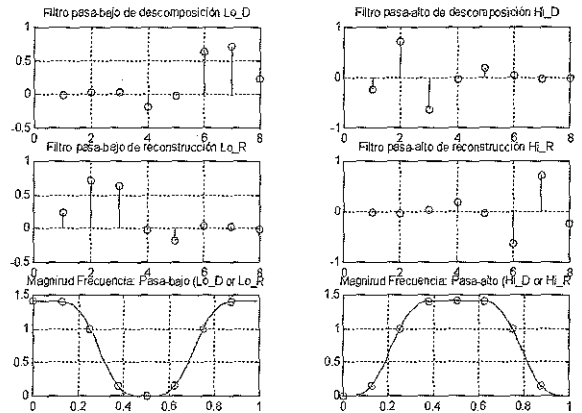 Filtro pasa-bajo de descomposición Lo_D
Filtro pasa-alto de descomposición Hi_D
1
0.5
0
-0.5
0 2 4 6 8
1
0
-1
0 2 4 6 8
Filtro pasa-bajo de reconstrucción Lo_R
Filtro pasa-alto de reconstrucción Hi_R
1
0.5
0
-0.5
0 2 4 6 8
1
0
-1
0 2 4 6 8
Magnitud Frecuencia: Pasa-bajo (Lo_D or Lo_R
Magnitud Frecuencia: Pasa-alto (Hi_D or Hi_R
1.5
1
0.5
0
0 0.2 0.4 0.6 0.8 1
1.5
1
0.5
0
0 0.2 0.4 0.6 0.8 1